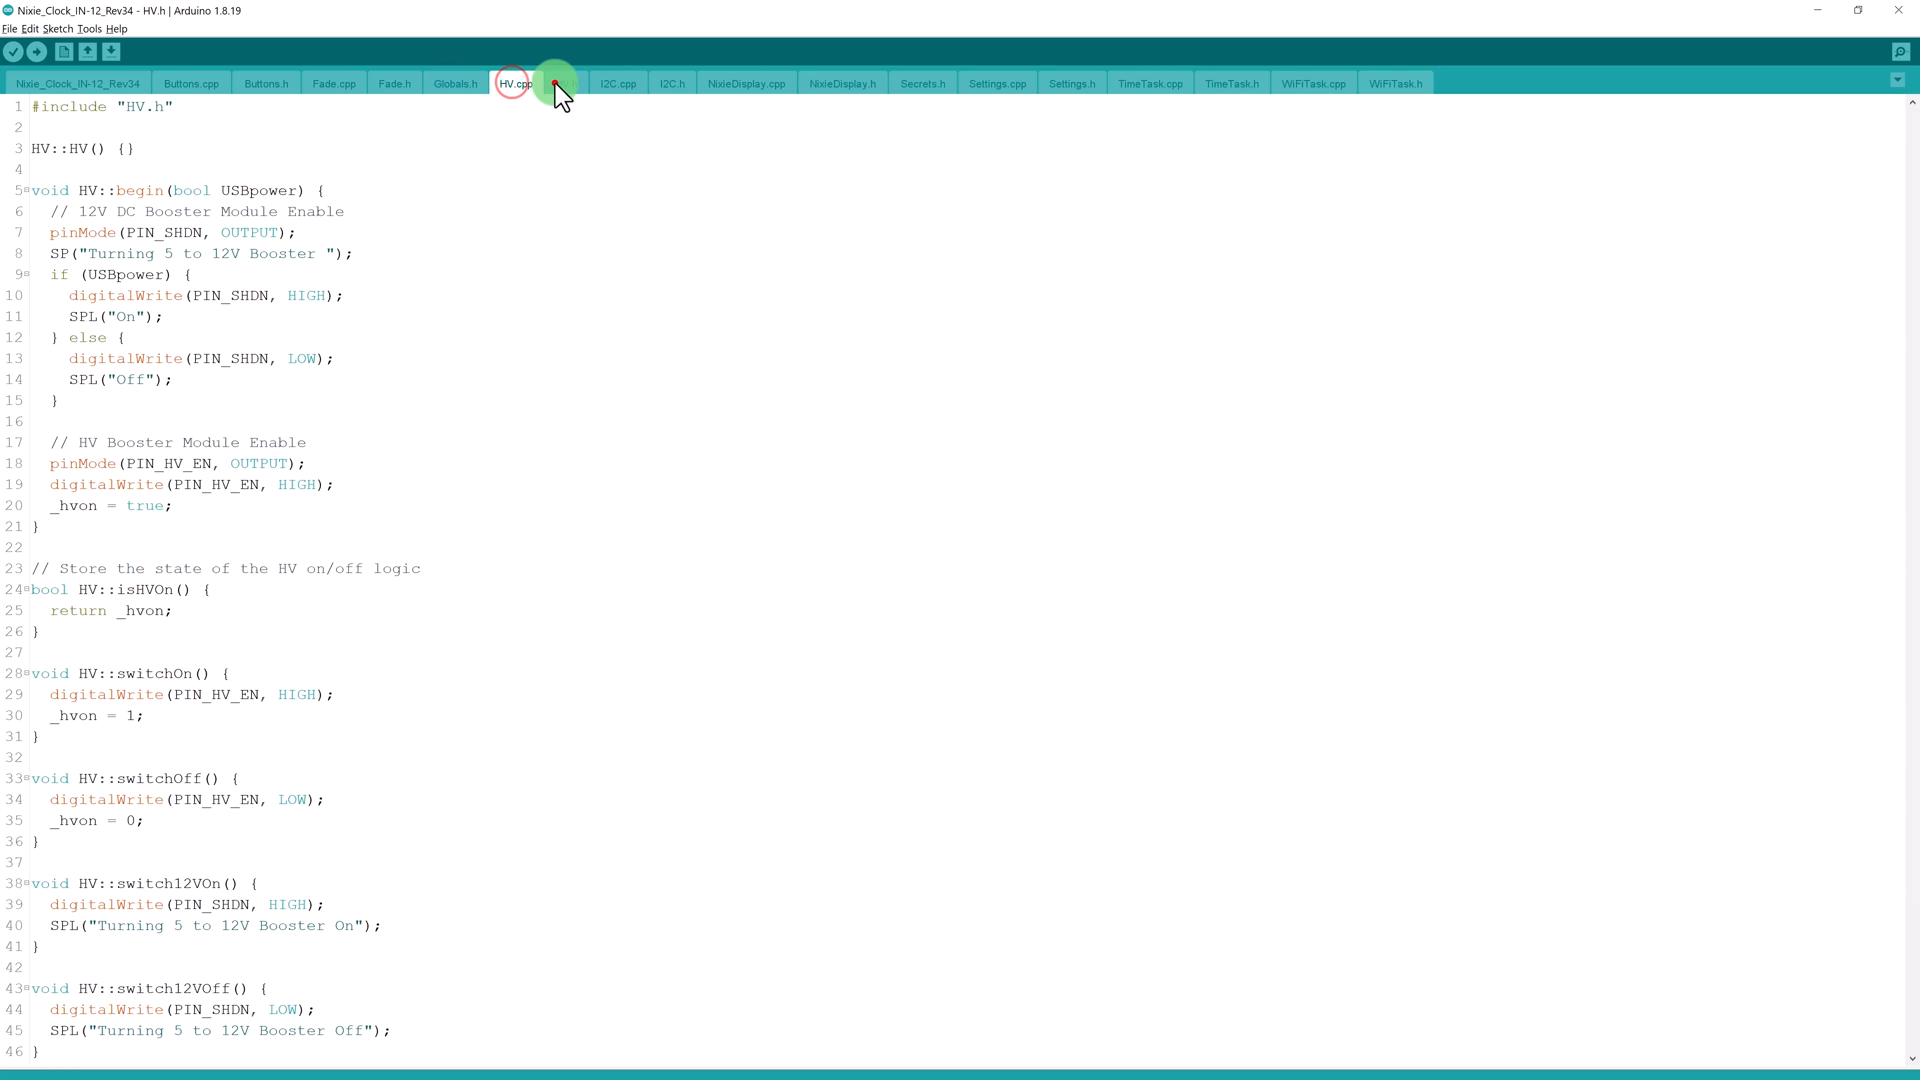 Nixie_Clock_IN-12_Rev34 - HV.h | Arduino 1.8.19
File Edit Sketch Tools Help
Nixie_Clock_IN-12_Rev34 Buttons.cpp Buttons.h Fade.cpp Fade.h Globals.h HV.cpp I2C.cpp I2C.h NixieDisplay.cpp NixieDisplay.h Secrets.h Settings.cpp Settings.h TimeTask.cpp TimeTask.h WiFiTask.cpp WiFiTask.h
1 #include "HV.h"
2
3 HV::HV() {}
4
5 void HV::begin(bool USBpower) {
6 // 12V DC Booster Module Enable
7 pinMode(PIN_SHDN, OUTPUT);
8 SP("Turning 5 to 12V Booster ");
9 if (USBpower) {
10 digitalWrite(PIN_SHDN, HIGH);
11 SPL("On");
12 } else {
13 digitalWrite(PIN_SHDN, LOW);
14 SPL("Off");
15 }
16
17 // HV Booster Module Enable
18 pinMode(PIN_HV_EN, OUTPUT);
19 digitalWrite(PIN_HV_EN, HIGH);
20 _hvon = true;
21 }
22
23 // Store the state of the HV on/off logic
24 bool HV::isHVOn() {
25 return _hvon;
26 }
27
28 void HV::switchOn() {
29 digitalWrite(PIN_HV_EN, HIGH);
30 _hvon = 1;
31 }
32
33 void HV::switchOff() {
34 digitalWrite(PIN_HV_EN, LOW);
35 _hvon = 0;
36 }
37
38 void HV::switch12VOn() {
39 digitalWrite(PIN_SHDN, HIGH);
40 SPL("Turning 5 to 12V Booster On");
41 }
42
43 void HV::switch12VOff() {
44 digitalWrite(PIN_SHDN, LOW);
45 SPL("Turning 5 to 12V Booster Off");
46 }